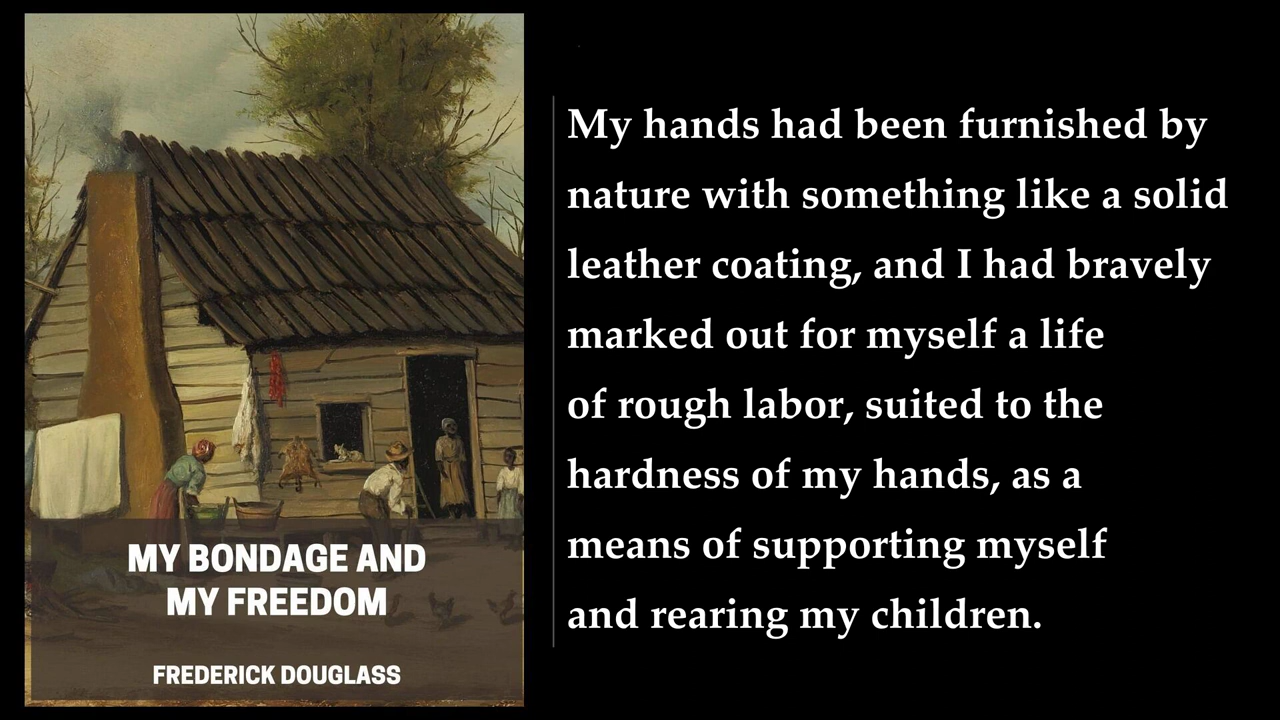 MY BONDAGE AND
MY FREEDOM
FREDERICK DOUGLASS
My hands had been furnished by
nature with something like a solid
leather coating, and I had bravely
marked out for myself a life
of rough labor, suited to the
hardness of my hands, as a
means of supporting myself
and rearing my children.